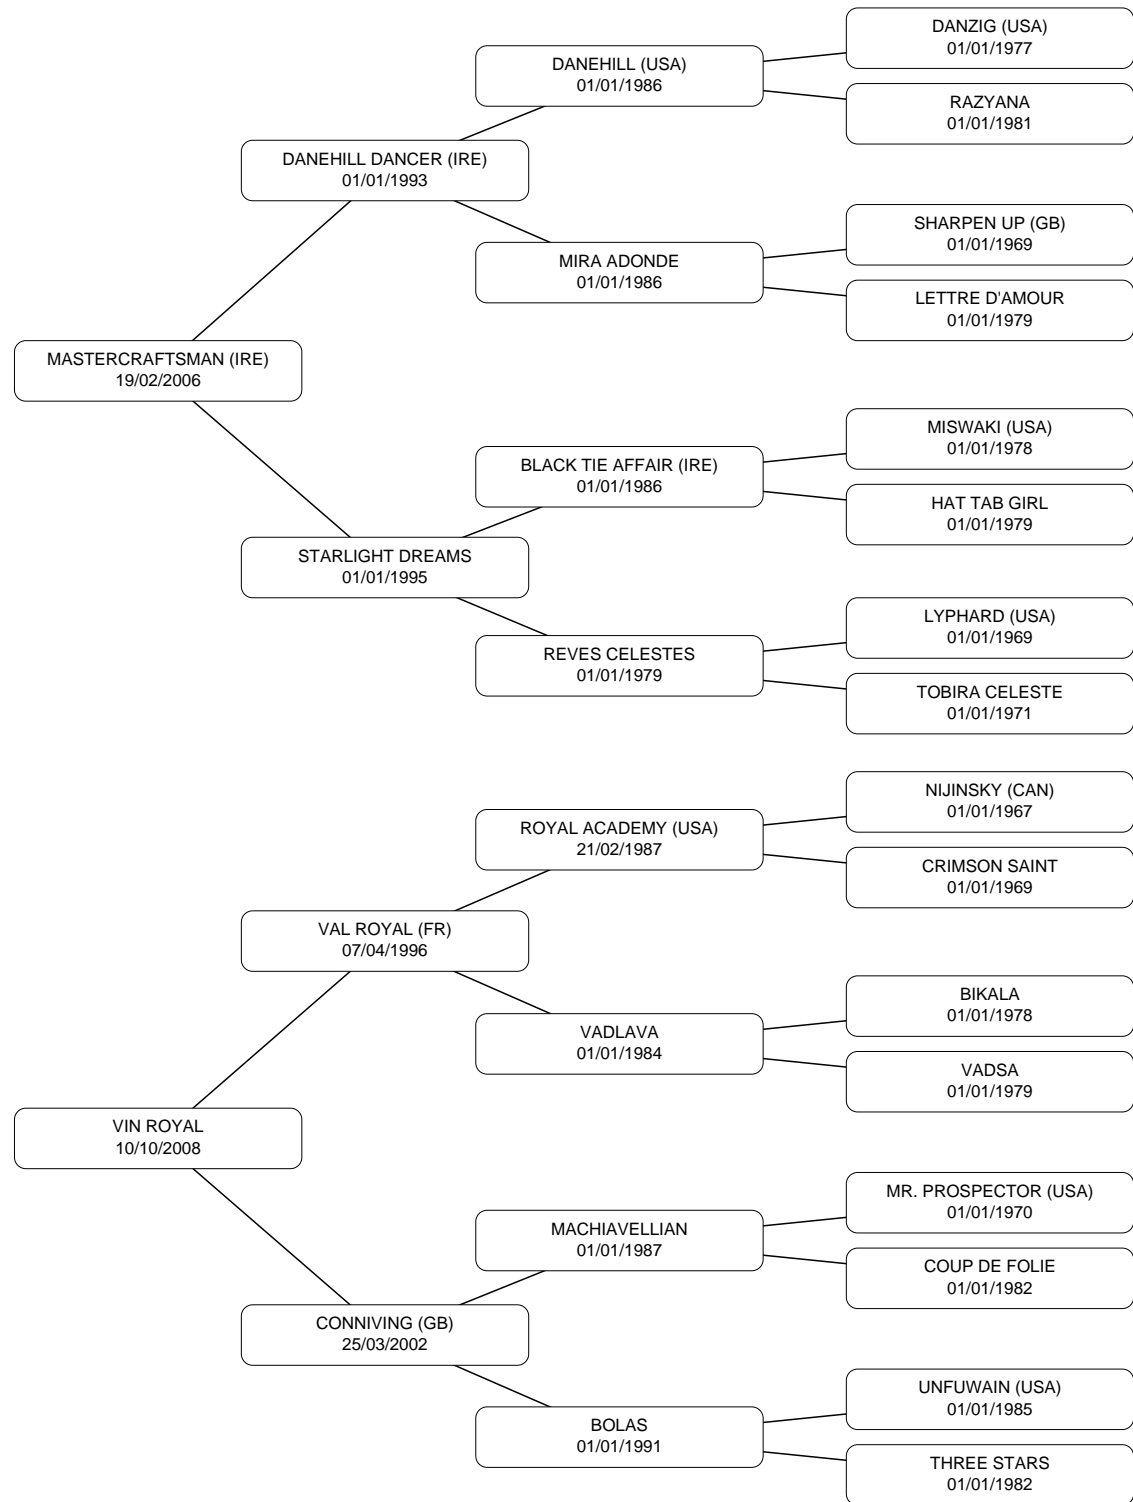 DANZIG (USA)
01/01/1977
DANEHILL (USA)
01/01/1986
RAZYANA
01/01/1981
DANEHILL DANCER (IRE)
01/01/1993
SHARPEN UP (GB)
01/01/1969
MIRA ADONDE
01/01/1986
LETTRE D'AMOUR
01/01/1979
MASTERCRAFTSMAN (IRE)
19/02/2006
MISWAKI (USA)
01/01/1978
BLACK TIE AFFAIR (IRE)
01/01/1986
HAT TAB GIRL
01/01/1979
STARLIGHT DREAMS
01/01/1995
LYPHARD (USA)
01/01/1969
REVES CELESTES
01/01/1979
TOBIRA CELESTE
01/01/1971
NIJINSKY (CAN)
01/01/1967
ROYAL ACADEMY (USA)
21/02/1987
CRIMSON SAINT
01/01/1969
VAL ROYAL (FR)
07/04/1996
BIKALA
01/01/1978
VADLAVA
01/01/1984
VADSA
01/01/1979
VIN ROYAL
10/10/2008
MR. PROSPECTOR (USA)
01/01/1970
MACHIAVELLIAN
01/01/1987
COUP DE FOLIE
01/01/1982
CONNIVING (GB)
25/03/2002
UNFUWAIN (USA)
01/01/1985
BOLAS
01/01/1991
THREE STARS
01/01/1982